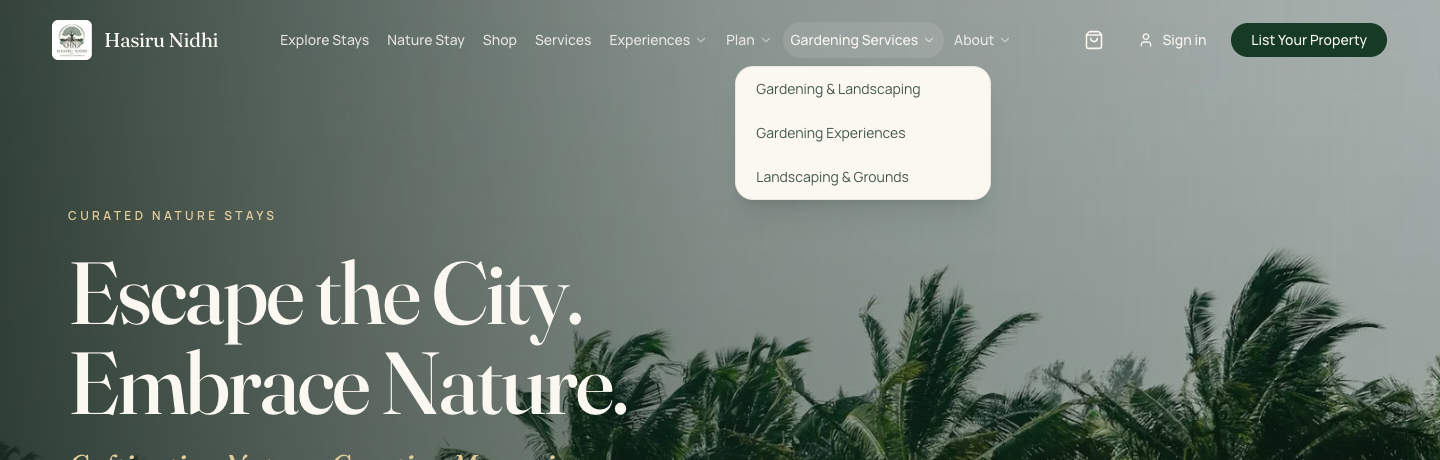 Hasiru Nidhi
Explore Stays
Nature Stay
Shop
Services
Experiences
Plan
Gardening Services
About
Sign in
List Your Property
Gardening & Landscaping
Gardening Experiences
Landscaping & Grounds
CURATED NATURE STAYS
Escape the City.
Embrace Nature.